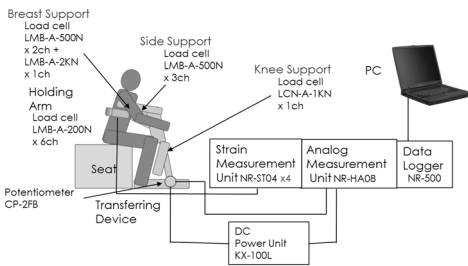 Breast Support
Load cell
LMB-A-500N
x 2ch +
LMB-A-2KN
x 1ch
Side Support
Load cell
LMB-A-500N
x 3ch
Knee Support
Load cell
LCN-A-1KN
x 1ch
PC
Holding
Arm
Load cell
LMB-A-200N
x 6ch
Seat
Potentiometer
CP-2FB
Transferring
Device
Strain
Measurement
Unit NR-ST04 x4
Analog
Measurement
Unit NR-HA08
Data
Logger
NR-500
DC
Power Unit
KX-100L